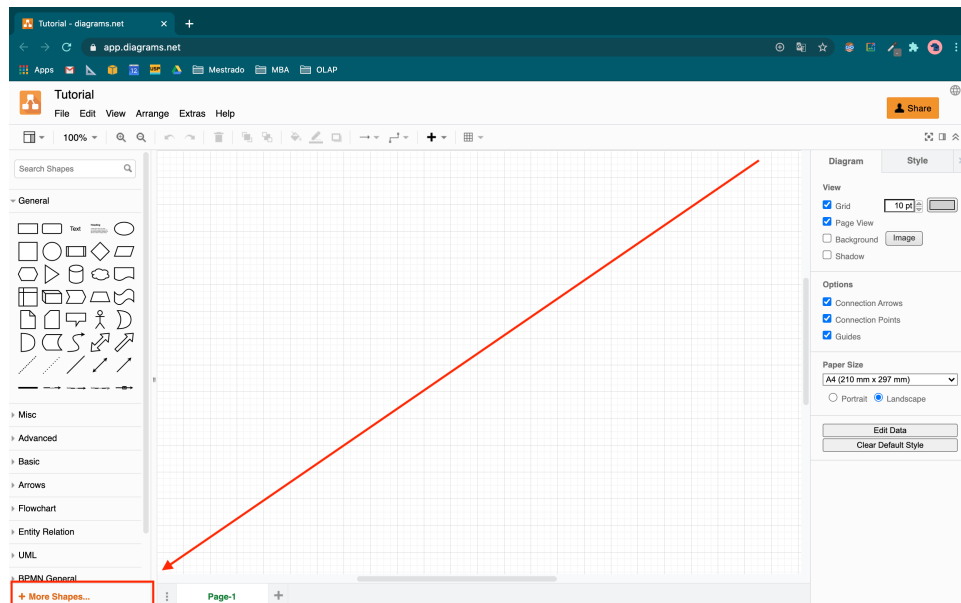 Tutorial - diagrams.net
app.diagrams.net
Apps
12
USP
Mestrado
MBA
OLAP
Tutorial
File Edit View Arrange Extras Help
Share
100%
Search Shapes
General
Text
Misc
Advanced
Basic
Arrows
Flowchart
Entity Relation
UML
BPMN General
+ More Shapes...
Page-1
Diagram Style
View
Grid 10 pt
Page View
Background Image
Shadow
Options
Connection Arrows
Connection Points
Guides
Paper Size
A4 (210 mm x 297 mm)
Portrait Landscape
Edit Data
Clear Default Style